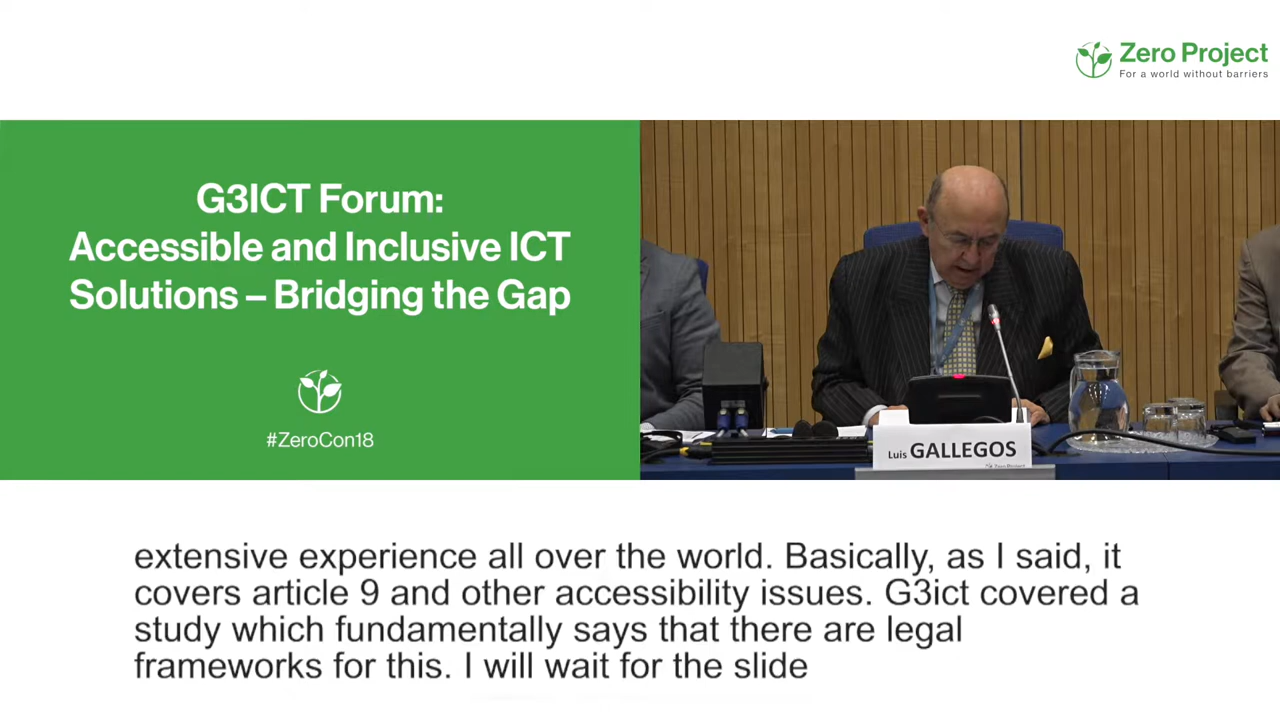 Zero Project
For a world without barriers
G3ICT Forum:
Accessible and Inclusive ICT
Solutions – Bridging the Gap
#ZeroCon18
Luis GALLEGOS
Zero Project
extensive experience all over the world. Basically, as I said, it
covers article 9 and other accessibility issues. G3ict covered a
study which fundamentally says that there are legal
frameworks for this. I will wait for the slide